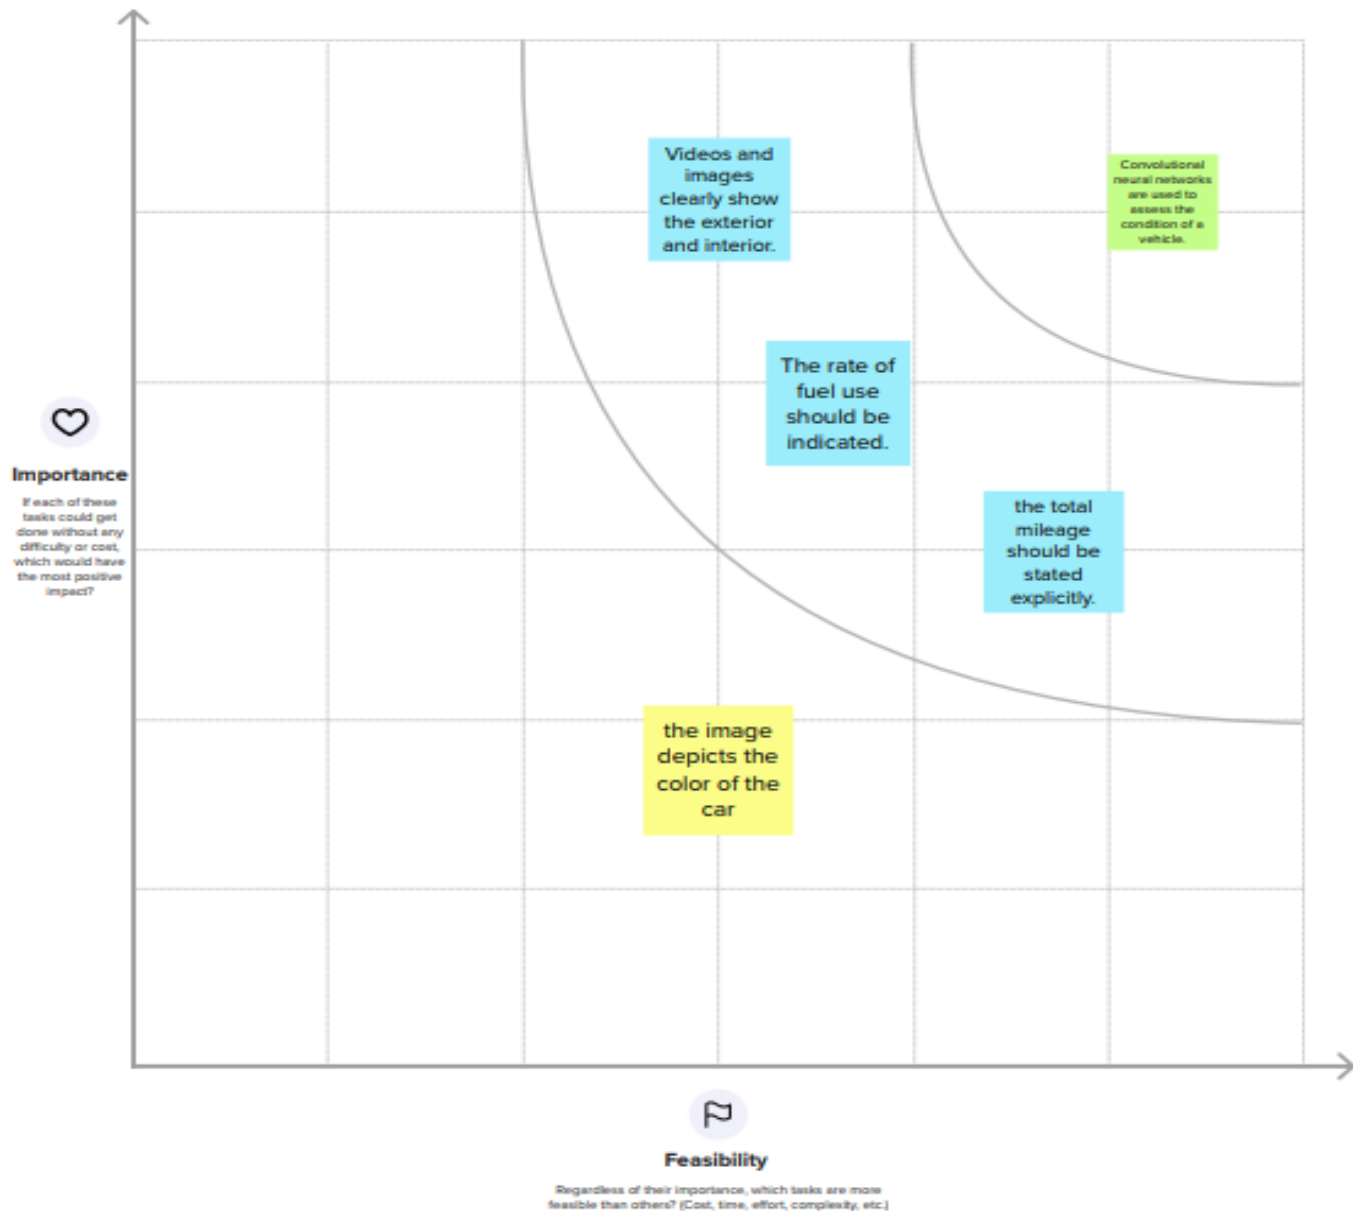 Videos and
images
clearly show
the exterior
and interior.
Convolutional
neural networks
are used to
assess the
condition of a
vehicle.
The rate of
fuel use
should be
indicated.
Importance
If each of these
tasks could get
done without any
difficulty or cost,
which would have
the most positive
impact?
the total
mileage
should be
stated
explicitly.
the image
depicts the
color of the
car
Feasibility
Regardless of their importance, which tasks are more
feasible than others? (Cost, time, effort, complexity, etc.)